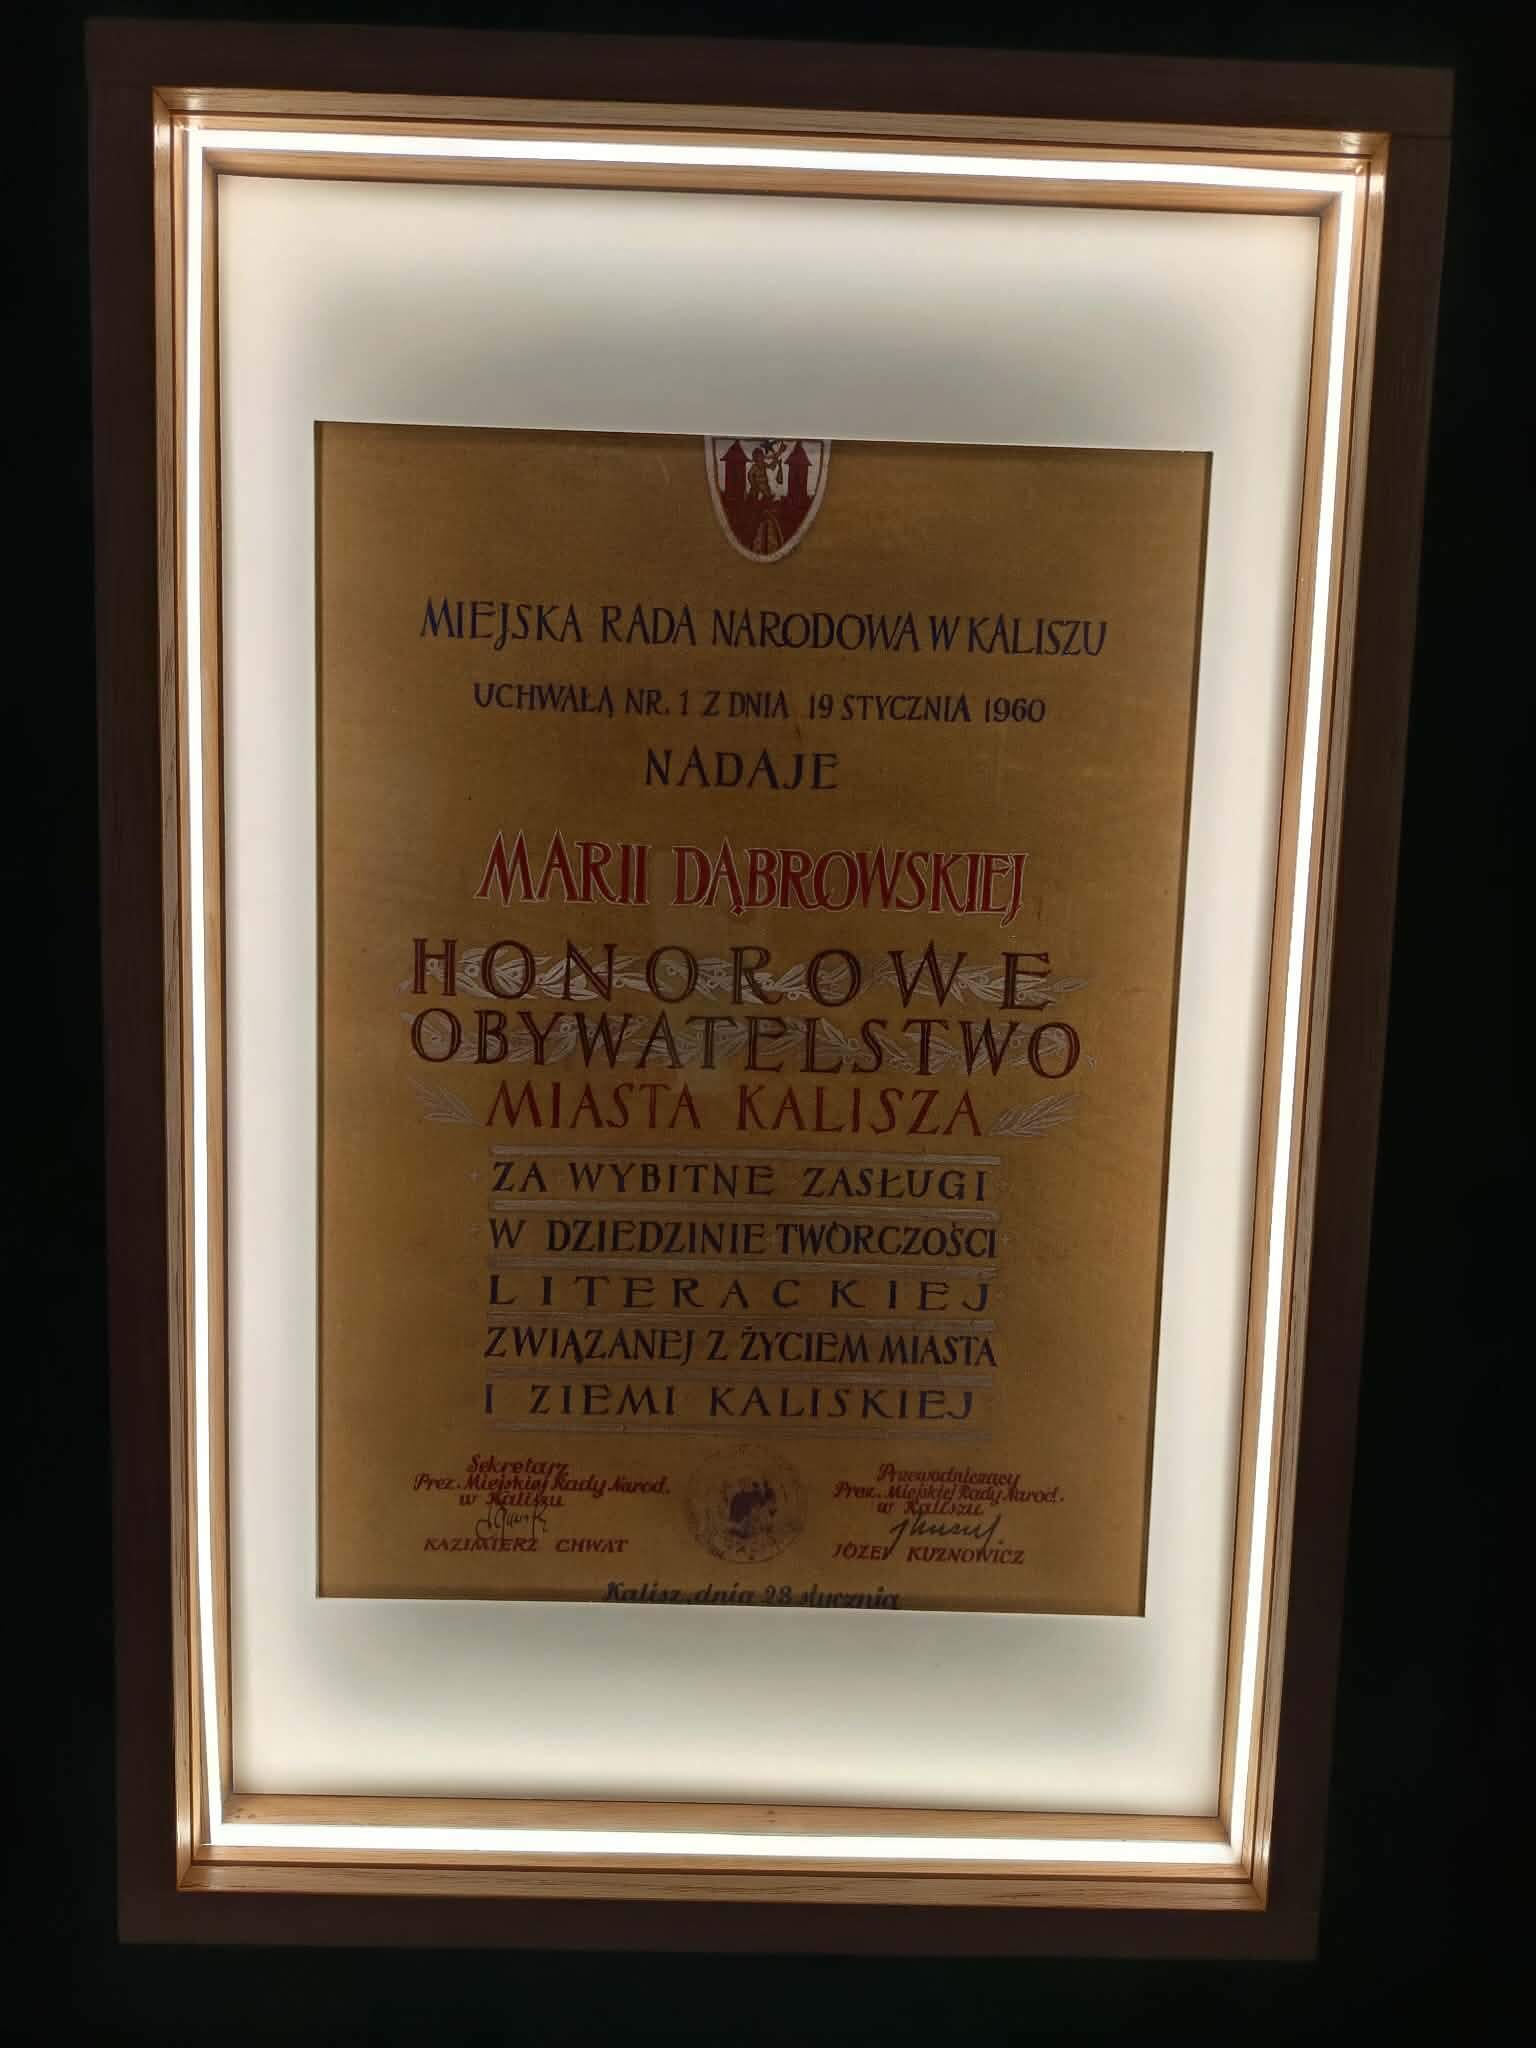 MIEJSKA RADA NARODOWA W KALISZU
UCHWAŁĄ NR. 1 Z DNIA 19 STYCZNIA 1960
NADAJE
MARII DĄBROWSKIEJ
HONOROWE
OBYWATELSTWO
MIASTA KALISZA
ZA WYBITNE ZASŁUGI
W DZIEDZINIE TWÓRCZOŚCI
LITERACKIEJ
ZWIĄZANEJ Z ŻYCIEM MIASTA
I ZIEMI KALISKIEJ
Sekretarz
Prez. Miejskiej Rady Narod.
w Kaliszu
KAZIMIERZ CHWAT
Przewodniczący
Prez. Miejskiej Rady Narod.
w Kaliszu
JÓZEF KUZNOWICZ
Kalisz, dnia 28 stycznia